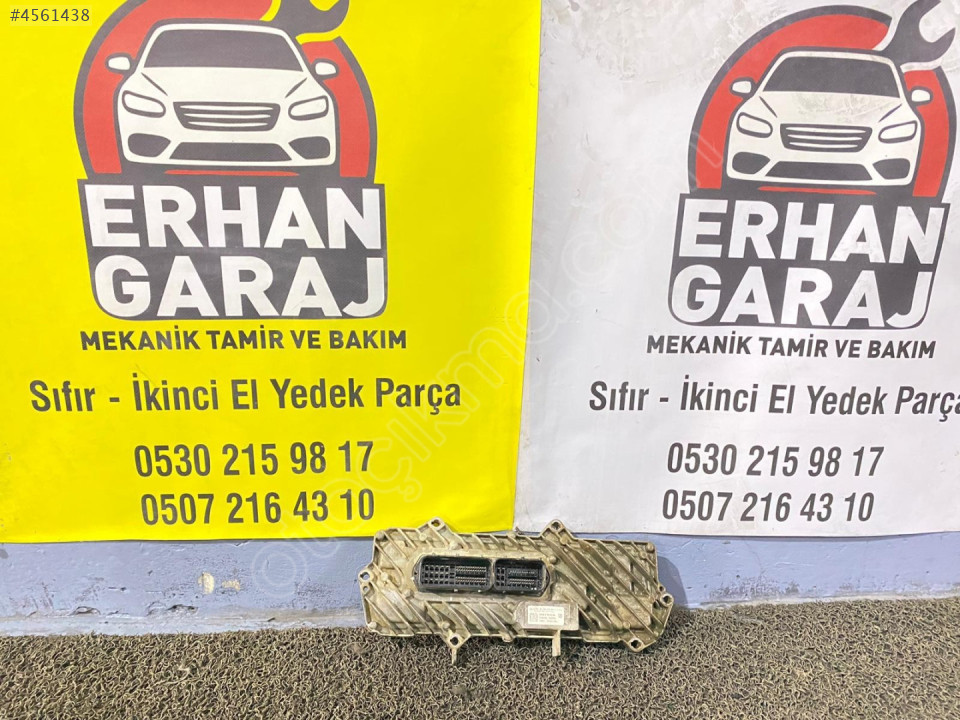 #4561438
ERHAN
GARAJ
MEKANİK TAMİR VE BAKIM
Sıfır - İkinci El Yedek Parça
0530 215 98 17
0507 216 43 10
ERHAN
GARAJ
MEKANİK TAMİR VE BAKIM
Sıfır - İkinci El Yedek Parça
0530 215 98 17
0507 216 43 10
otoçıkma.com